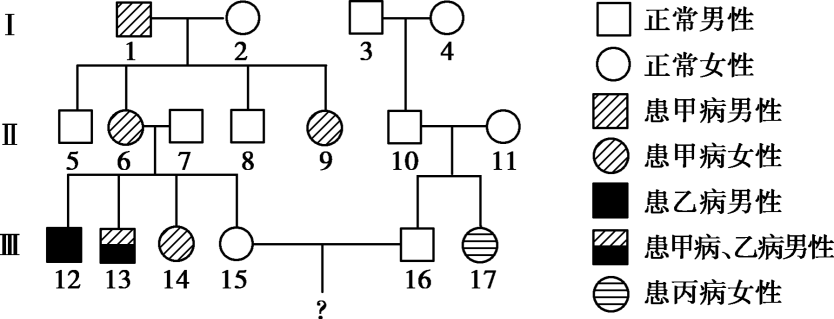 Ⅰ
1 2 3 4
Ⅱ
5 6 7 8 9 10 11
Ⅲ
12 13 14 15 16 17
?
正常男性
正常女性
患甲病男性
患甲病女性
患乙病男性
患甲病、乙病男性
患丙病女性